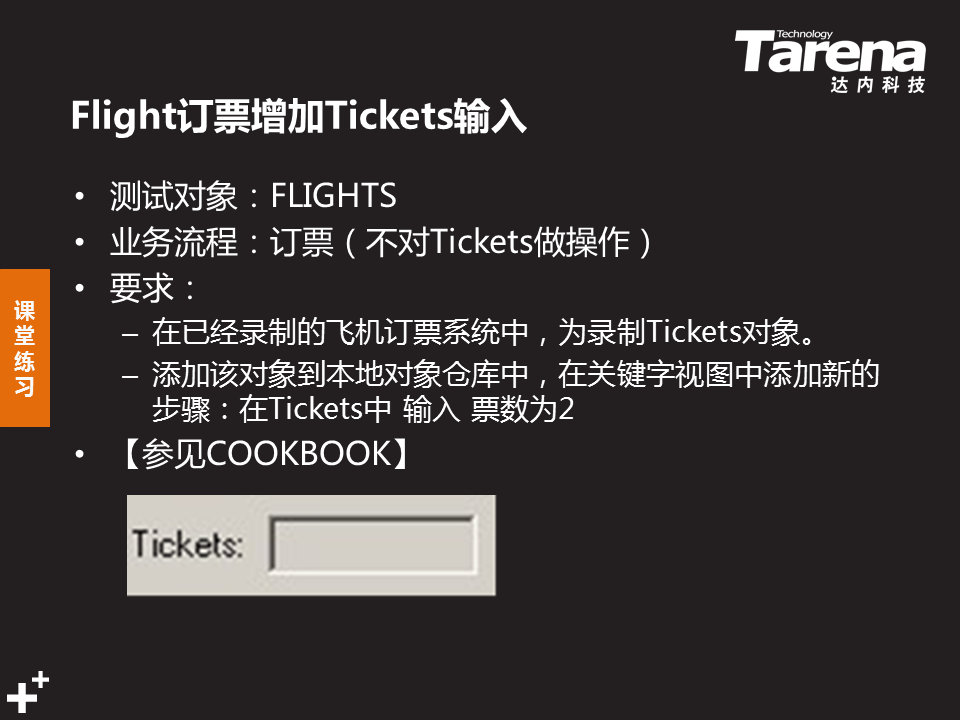 Technology
Tarena
达内科技
Flight订票增加Tickets输入
• 测试对象：FLIGHTS
• 业务流程：订票（不对Tickets做操作）
• 要求：
– 在已经录制的飞机订票系统中，为录制Tickets对象。
– 添加该对象到本地对象仓库中，在关键字视图中添加新的
步骤：在Tickets中 输入 票数为2
• 【参见COOKBOOK】
课
堂
练
习
Tickets: